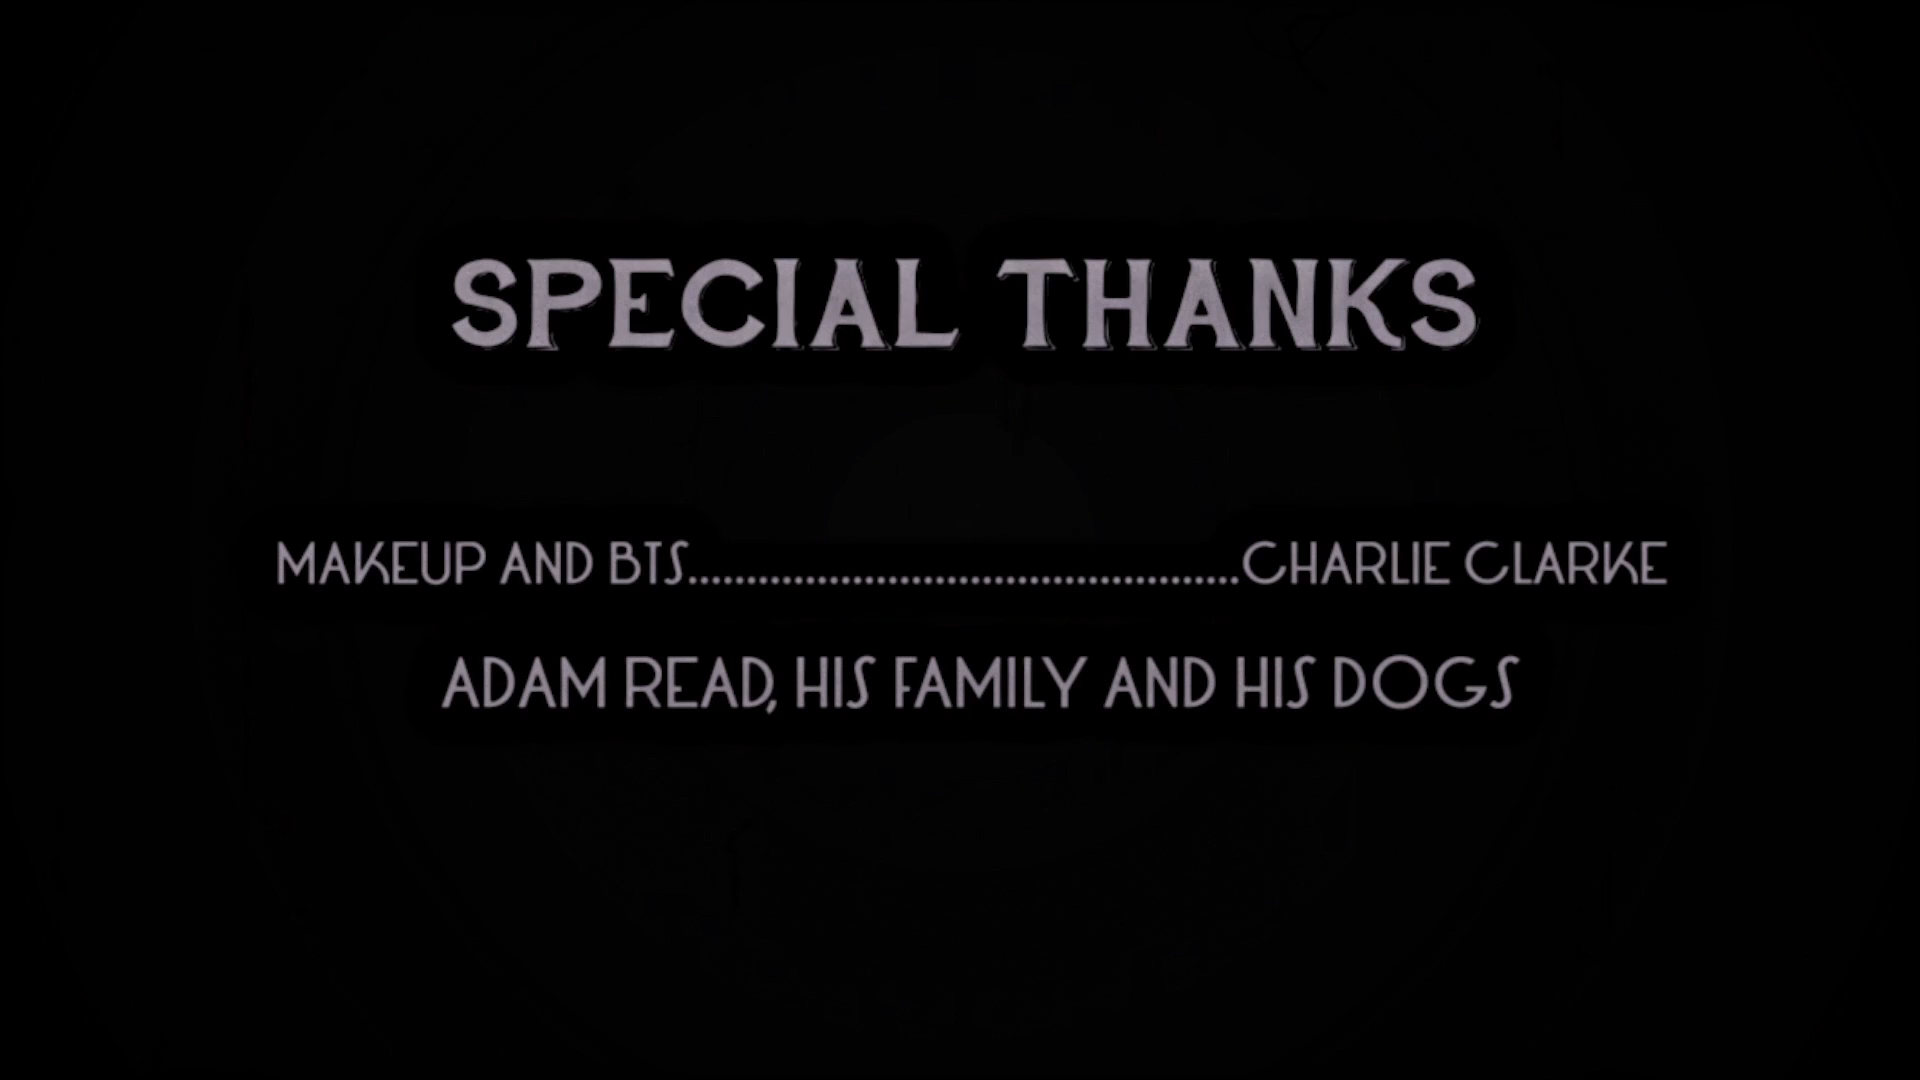 SPECIAL THANKS
MAKEUP AND BTS...............................................CHARLIE CLARKE
ADAM READ, HIS FAMILY AND HIS DOGS